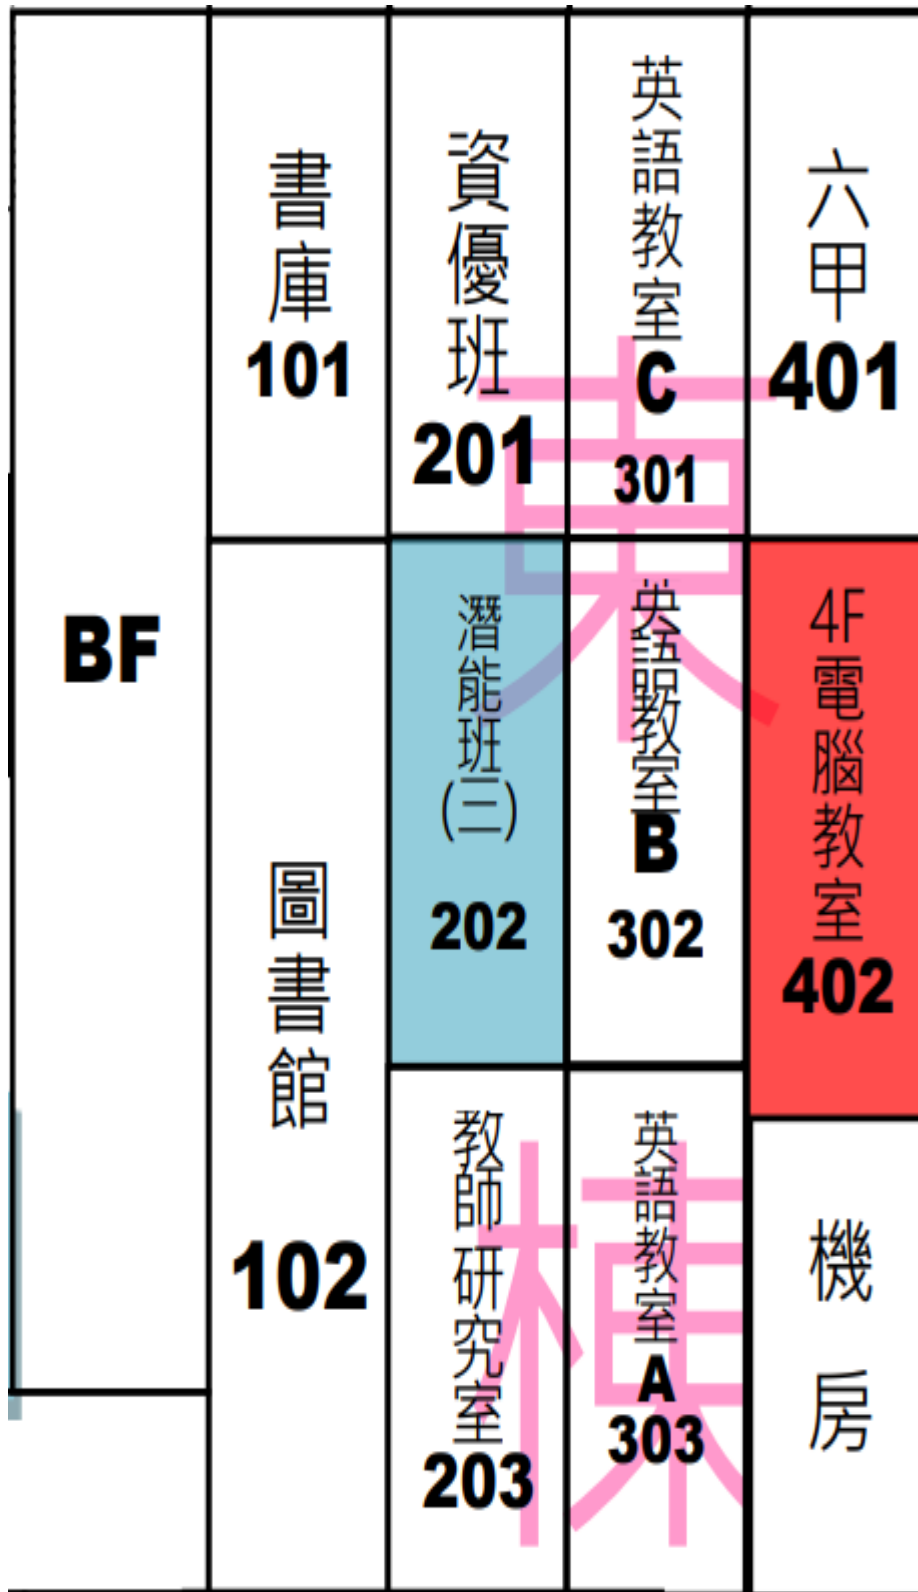 BF
書庫
101
圖書館
102
資優班
201
潛能班
(三)
202
教師研究室
203
英語教室
C
301
英語教室
B
302
英語教室
A
303
六甲
401
4F
電腦教室
402
機房
東棟